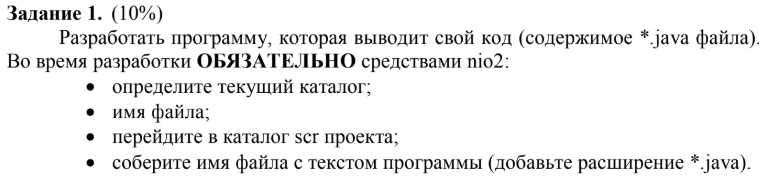 Задание 1. (10%)
Разработать программу, которая выводит свой код (содержимое *.java файла).
Во время разработки ОБЯЗАТЕЛЬНО средствами nio2:
• определите текущий каталог;
• имя файла;
• перейдите в каталог scr проекта;
• соберите имя файла с текстом программы (добавьте расширение *.java).